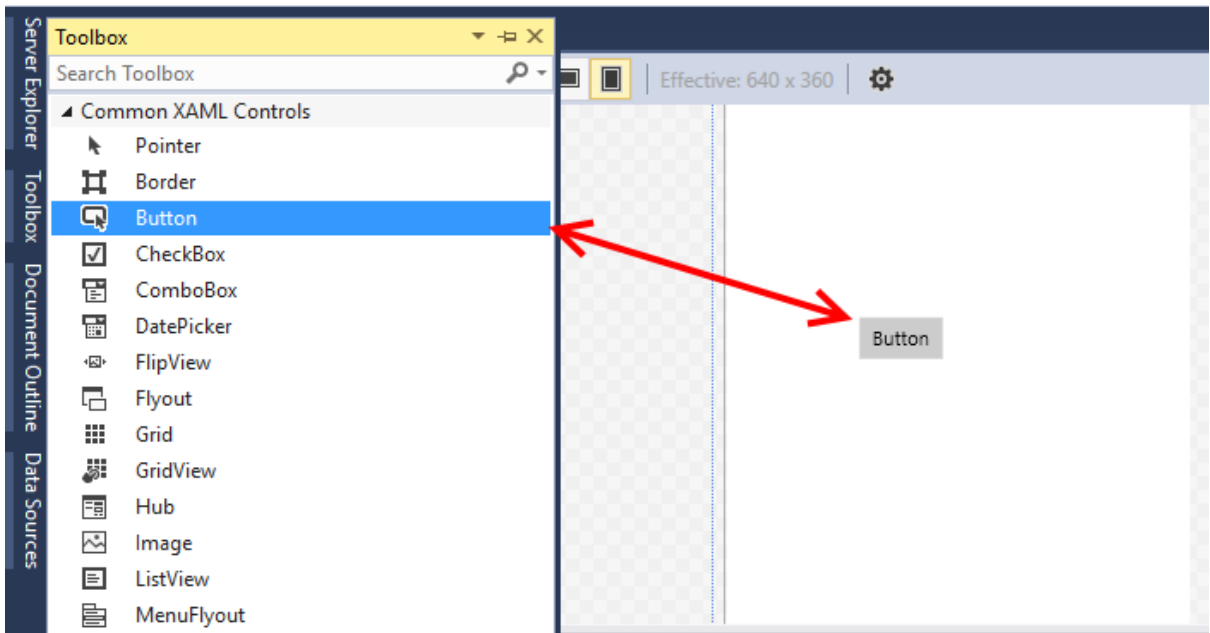 Server Explorer
Toolbox
Document Outline
Data Sources
Toolbox
Search Toolbox
Common XAML Controls
Pointer
Border
Button
CheckBox
ComboBox
DatePicker
FlipView
Flyout
Grid
GridView
Hub
Image
ListView
MenuFlyout
Effective: 640 x 360
Button